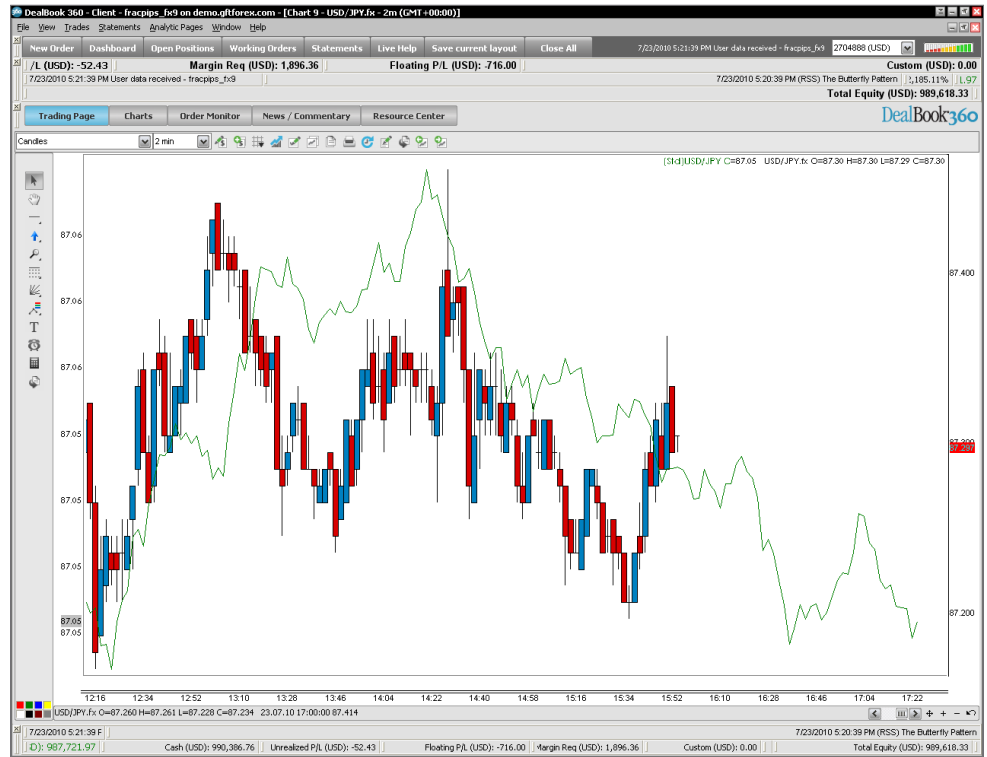 DealBook 360 - Client - fracpips_fx9 on demo.gftforex.com - [Chart 9 - USD/JPY.fx - 2m (GMT+00:00)]
File View Trades Statements Analytic Pages Window Help
New Order Dashboard Open Positions Working Orders Statements Live Help Save current layout Close All 7/23/2010 5:21:39 PM User data received - fracpips_fx9 2704888 (USD)
/L (USD): -52.43 Margin Req (USD): 1,896.36 Floating P/L (USD): -716.00 Custom (USD): 0.00
7/23/2010 5:21:39 PM User data received - fracpips_fx9 7/23/2010 5:20:39 PM (RSS) The Butterfly Pattern ,185.11% L.97
Total Equity (USD): 989,618.33
Trading Page Charts Order Monitor News / Commentary Resource Center DealBook 360
Candles 2 min
(Std)USD/JPY C=87.05 USD/JPY.fx O=87.30 H=87.30 L=87.29 C=87.30
87.06
87.400
87.06
87.06
87.05
87.300
87.297
87.05
87.05
87.05
87.200
87.05
12:16 12:34 12:52 13:10 13:28 13:46 14:04 14:22 14:40 14:58 15:16 15:34 15:52 16:10 16:28 16:46 17:04 17:22
USD/JPY.fx O=87.260 H=87.261 L=87.228 C=87.234 23.07.10 17:00:00 87.414
7/23/2010 5:21:39 F 7/23/2010 5:20:39 PM (RSS) The Butterfly Pattern
D): 987,721.97 Cash (USD): 990,386.76 Unrealized P/L (USD): -52.43 Floating P/L (USD): -716.00 Margin Req (USD): 1,896.36 Custom (USD): 0.00 Total Equity (USD): 989,618.33